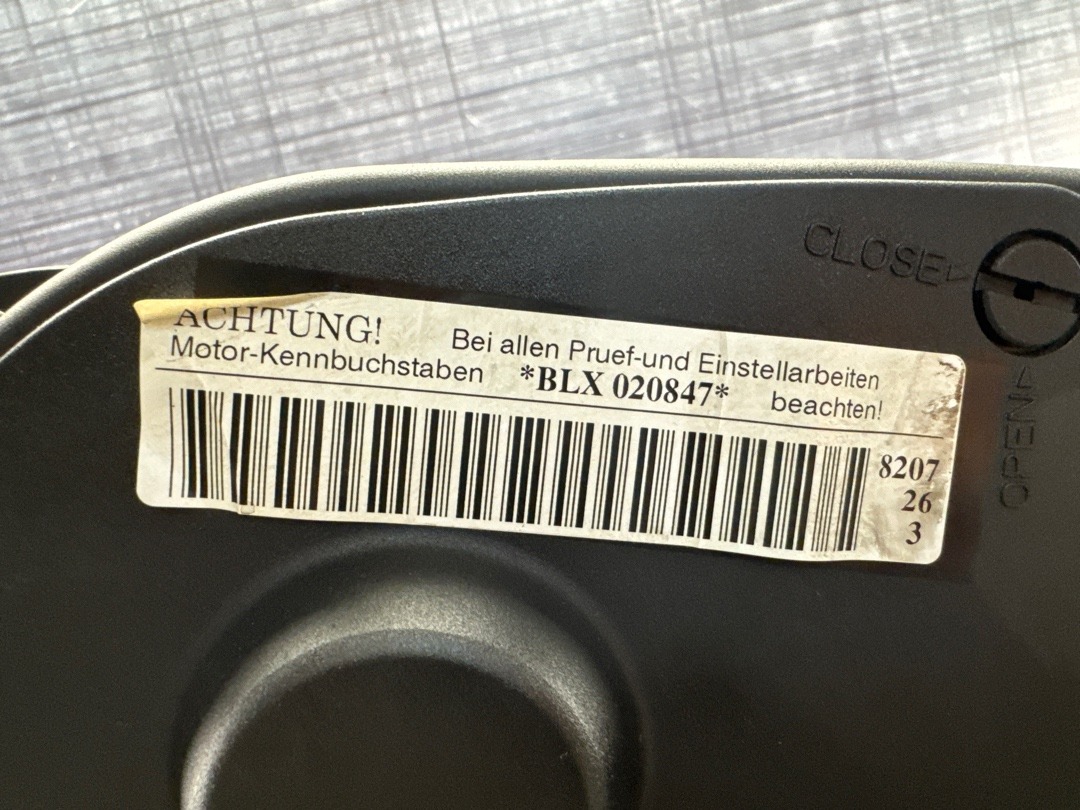 CLOSE
ACHTUNG! Bei allen Pruef-und Einstellarbeiten
Motor-Kennbuchstaben *BLX 020847* beachten!
8207
26
3
OPEN